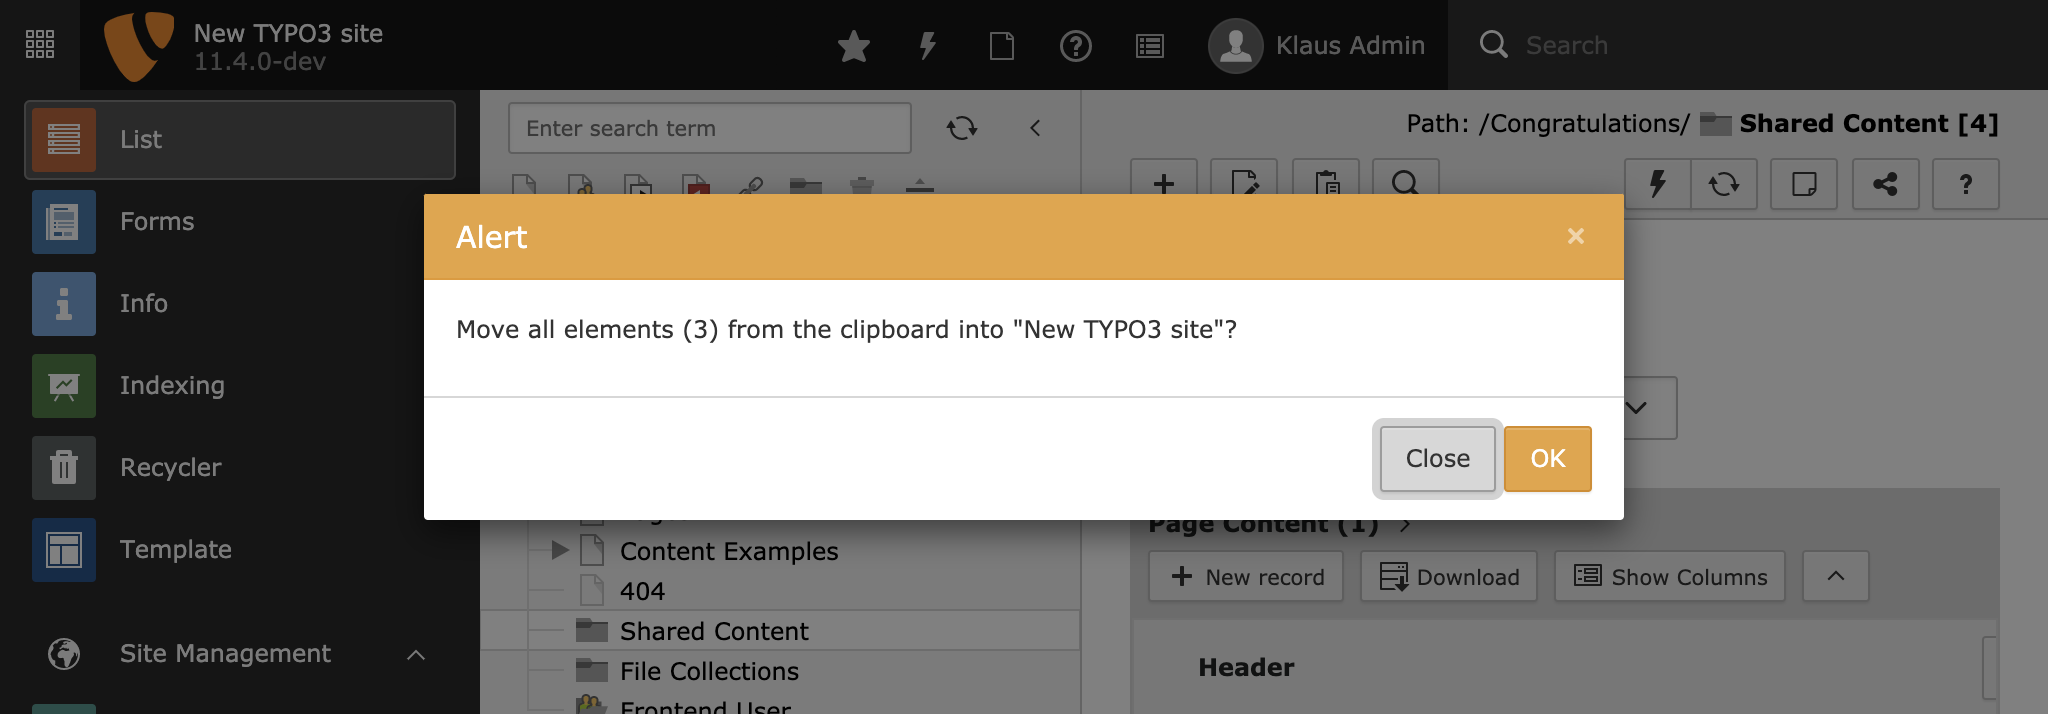 New TYPO3 site
11.4.0-dev
Klaus Admin
Search
List
Forms
Info
Indexing
Recycler
Template
Site Management
Enter search term
Path: /Congratulations/ Shared Content [4]
?
Alert
×
Move all elements (3) from the clipboard into "New TYPO3 site"?
Close
OK
Content Examples
404
Shared Content
File Collections
Frontend User
Page Content (1)
New record
Download
Show Columns
Header